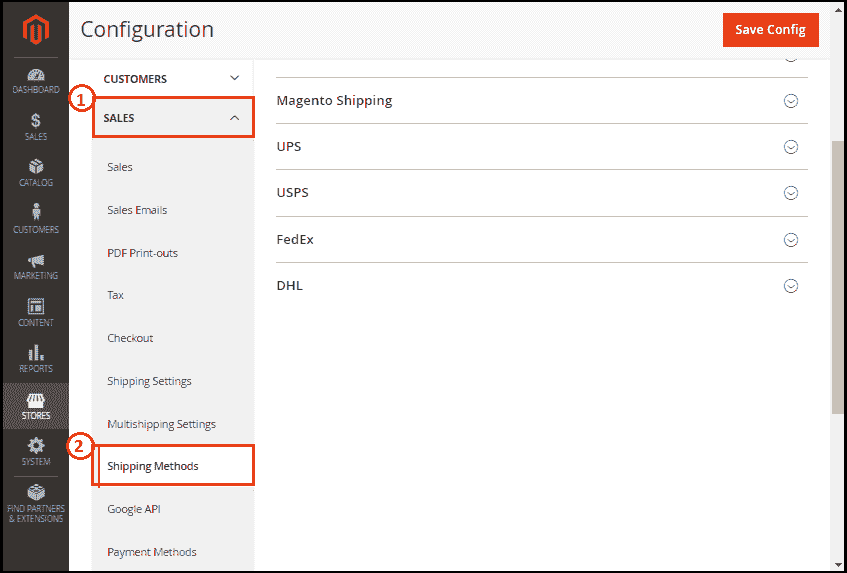 Configuration
Save Config
DASHBOARD
SALES
CATALOG
CUSTOMERS
MARKETING
CONTENT
REPORTS
STORES
SYSTEM
FIND PARTNERS
& EXTENSIONS
CUSTOMERS
1
SALES
Sales
Sales Emails
PDF Print-outs
Tax
Checkout
Shipping Settings
Multishipping Settings
2
Shipping Methods
Google API
Payment Methods
Magento Shipping
UPS
USPS
FedEx
DHL